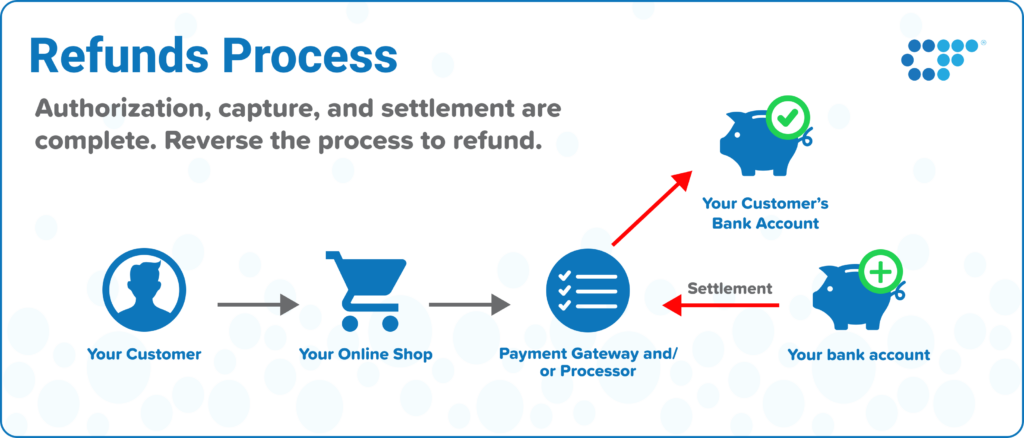 Refunds Process
Authorization, capture, and settlement are
complete. Reverse the process to refund.
Your Customer's
Bank Account
Settlement
Your Customer
Your Online Shop
Payment Gateway and/
or Processor
Your bank account